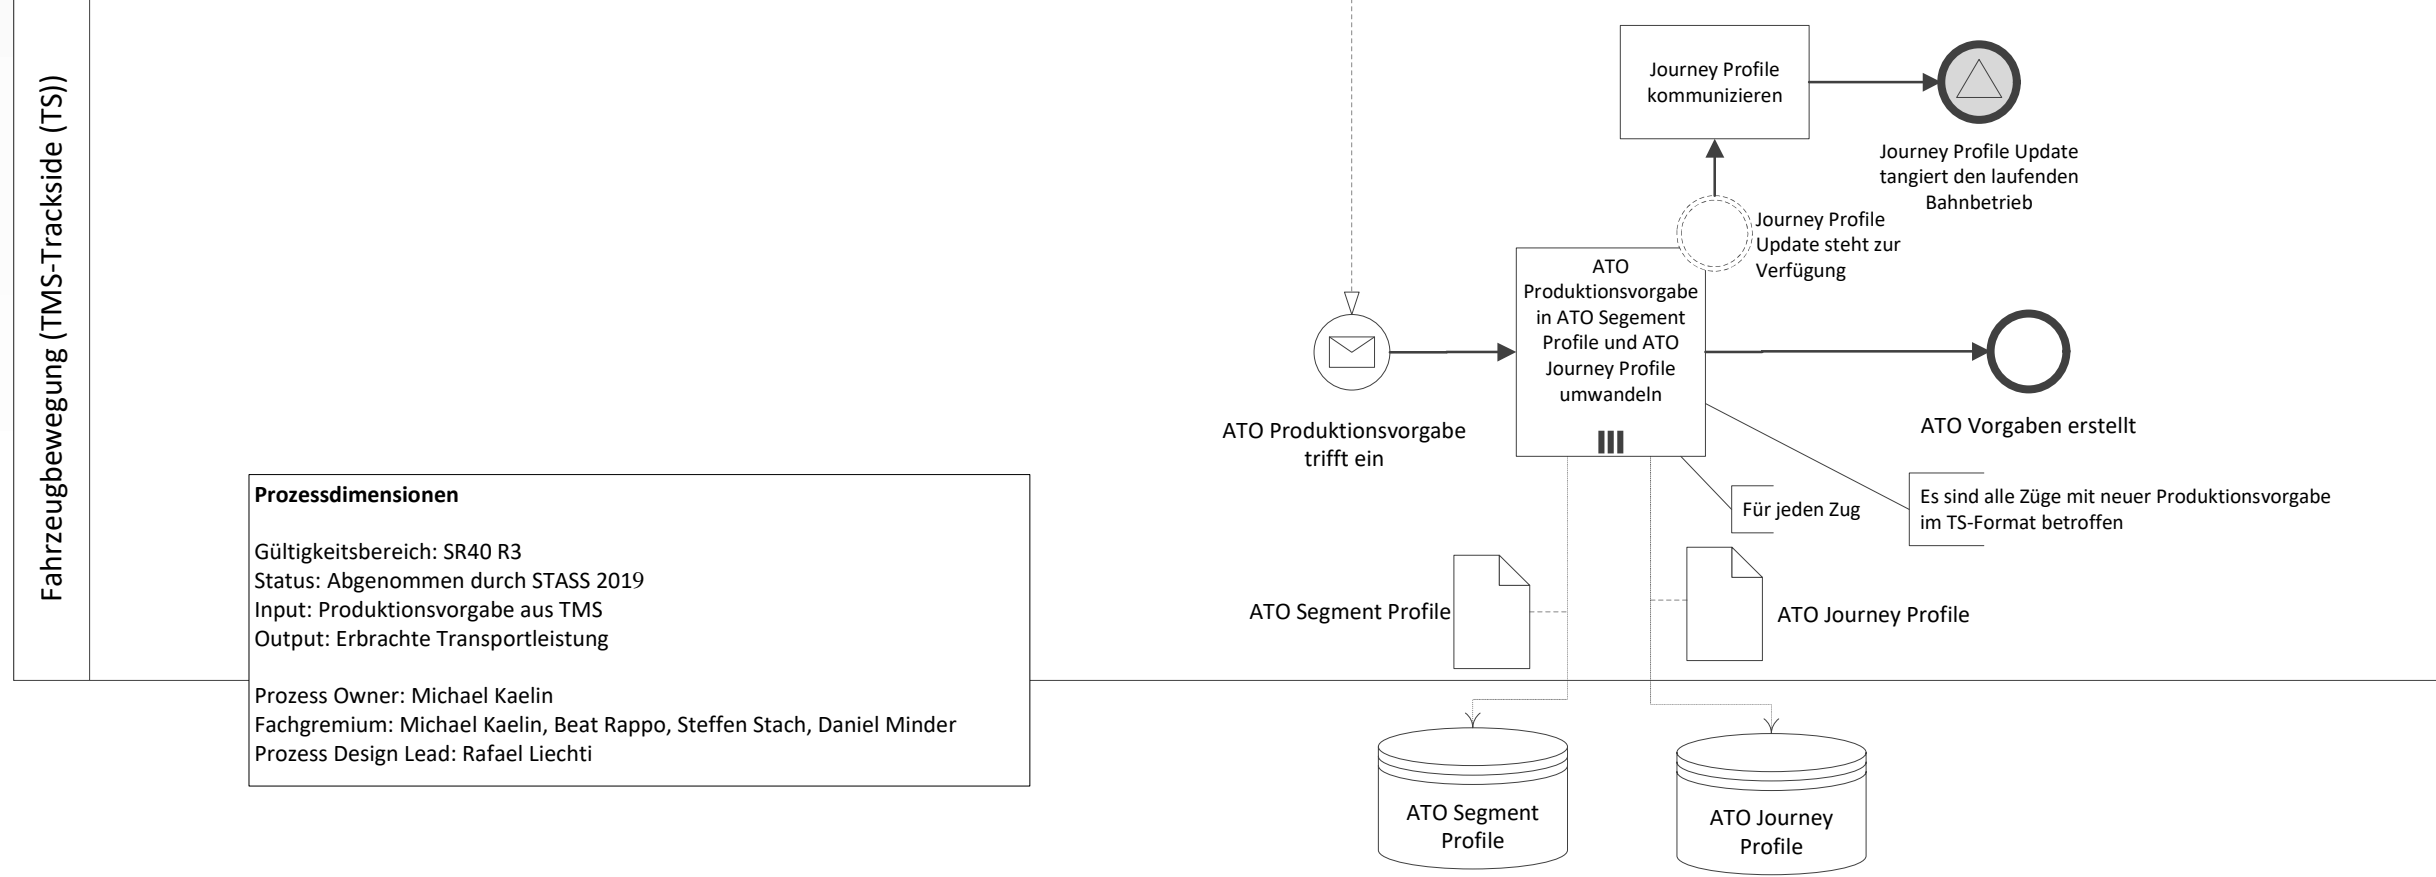 Fahrzeugbewegung (TMS-Trackside (TS))
Journey Profile
kommunizieren
Journey Profile Update
tangiert den laufenden
Bahnbetrieb
Journey Profile
Update steht zur
Verfügung
ATO
Produktionsvorgabe
in ATO Segement
Profile und ATO
Journey Profile
umwandeln
ATO Produktionsvorgabe
trifft ein
ATO Vorgaben erstellt
Für jeden Zug
Es sind alle Züge mit neuer Produktionsvorgabe
im TS-Format betroffen
ATO Segment Profile
ATO Journey Profile
Prozessdimensionen
Gültigkeitsbereich: SR40 R3
Status: Abgenommen durch STASS 2019
Input: Produktionsvorgabe aus TMS
Output: Erbrachte Transportleistung
Prozess Owner: Michael Kaelin
Fachgremium: Michael Kaelin, Beat Rappo, Steffen Stach, Daniel Minder
Prozess Design Lead: Rafael Liechti
ATO Segment
Profile
ATO Journey
Profile